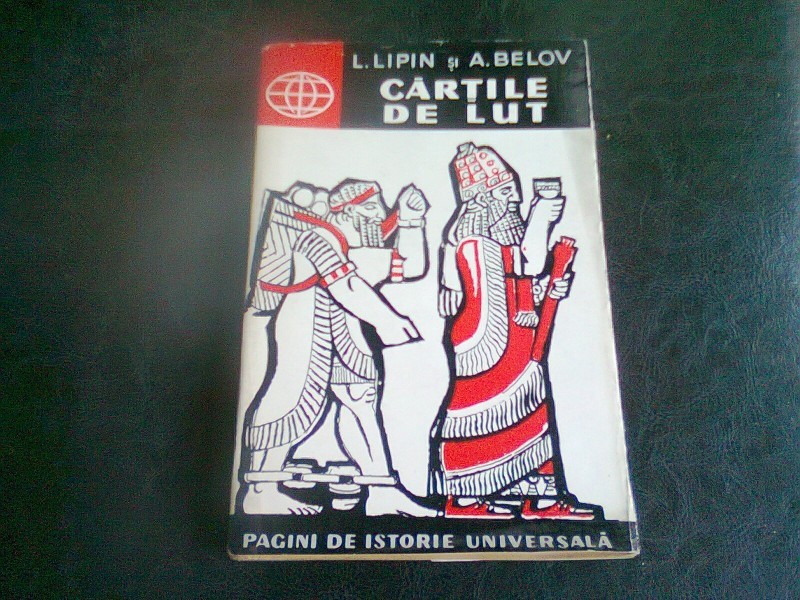 L. LIPIN și A. BELOV
CĂRȚILE
DE LUT
PAGINI DE ISTORIE UNIVERSALĂ